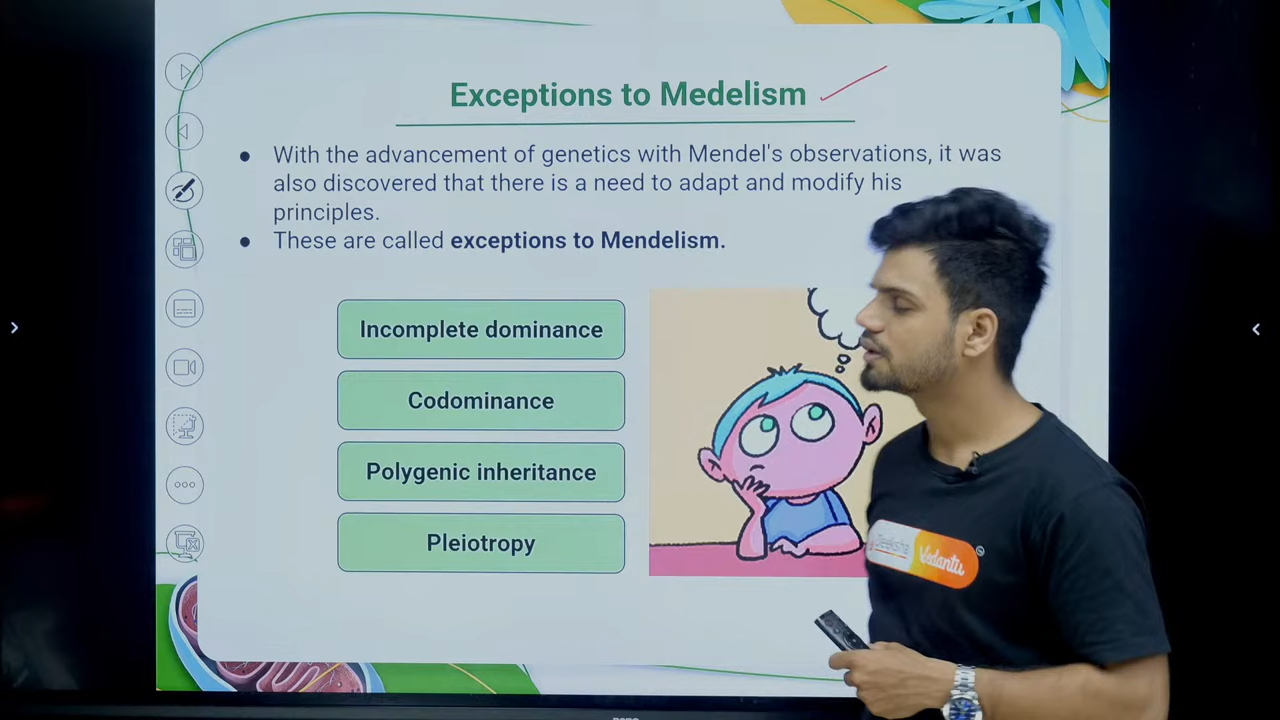 Exceptions to Medelism
With the advancement of genetics with Mendel's observations, it was
also discovered that there is a need to adapt and modify his
principles.
These are called exceptions to Mendelism.
Incomplete dominance
Codominance
Polygenic inheritance
Pleiotropy
Vedantu